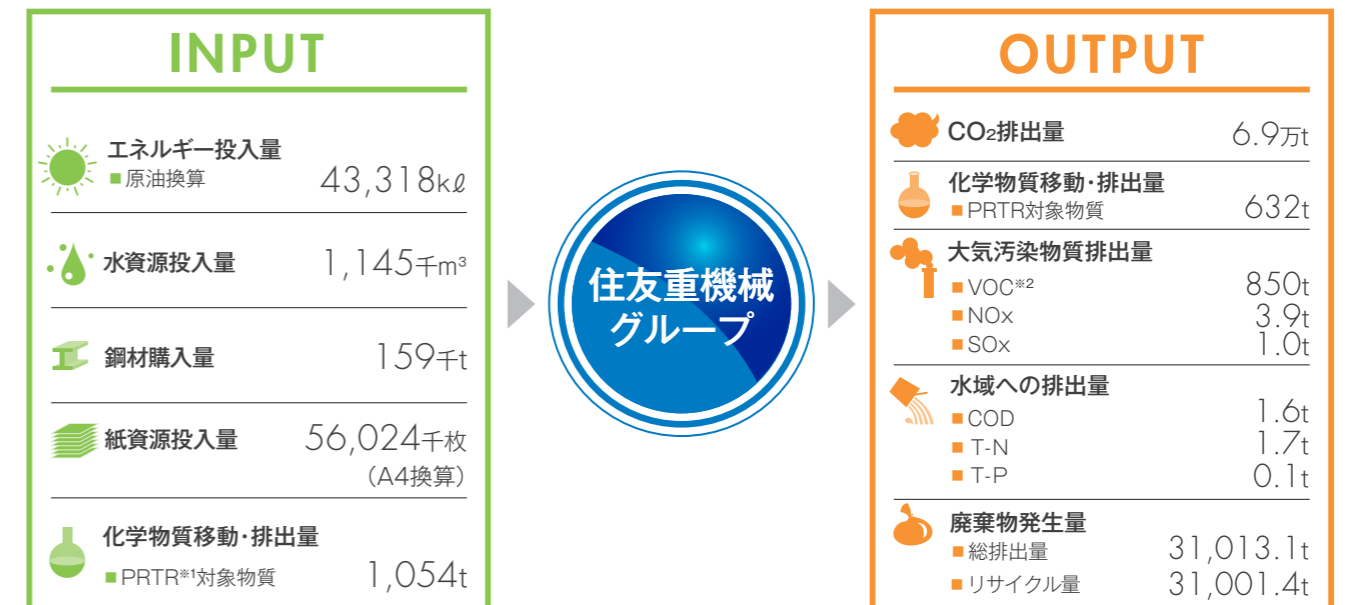 INPUT
エネルギー投入量
■原油換算 43,318kℓ
水資源投入量 1,145千m³
鋼材購入量 159千t
紙資源投入量 56,024千枚
（A4換算）
化学物質移動・排出量
■PRTR※1対象物質 1,054t
住友重機械
グループ
OUTPUT
CO₂排出量 6.9万t
化学物質移動・排出量
■PRTR対象物質 632t
大気汚染物質排出量
■VOC※2 850t
■NOx 3.9t
■SOx 1.0t
水域への排出量
■COD 1.6t
■T-N 1.7t
■T-P 0.1t
廃棄物発生量
■総排出量 31,013.1t
■リサイクル量 31,001.4t